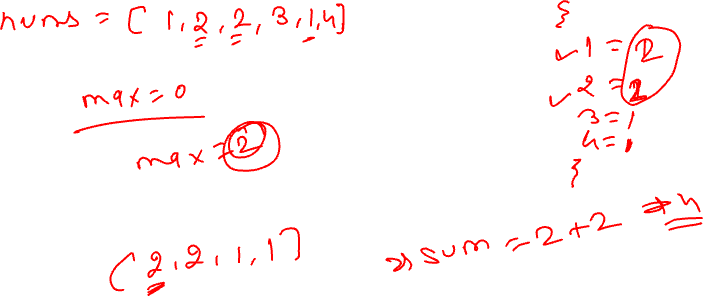 nums = [ 1, 2, 2, 3, 1, 4]
max = 0
max = 2
{
✓ 1 = 2
✓ 2 = 2
3 = 1
4 = 1
}
[2, 2, 1, 1]
sum = 2 + 2 = 4